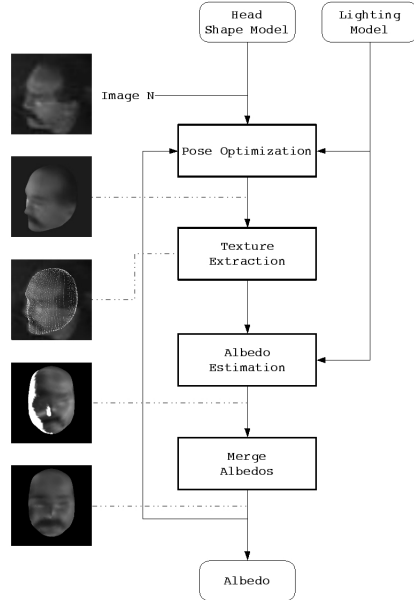 Head
Shape Model
Lighting
Model
Image N
Pose Optimization
Texture
Extraction
Albedo
Estimation
Merge
Albedos
Albedo